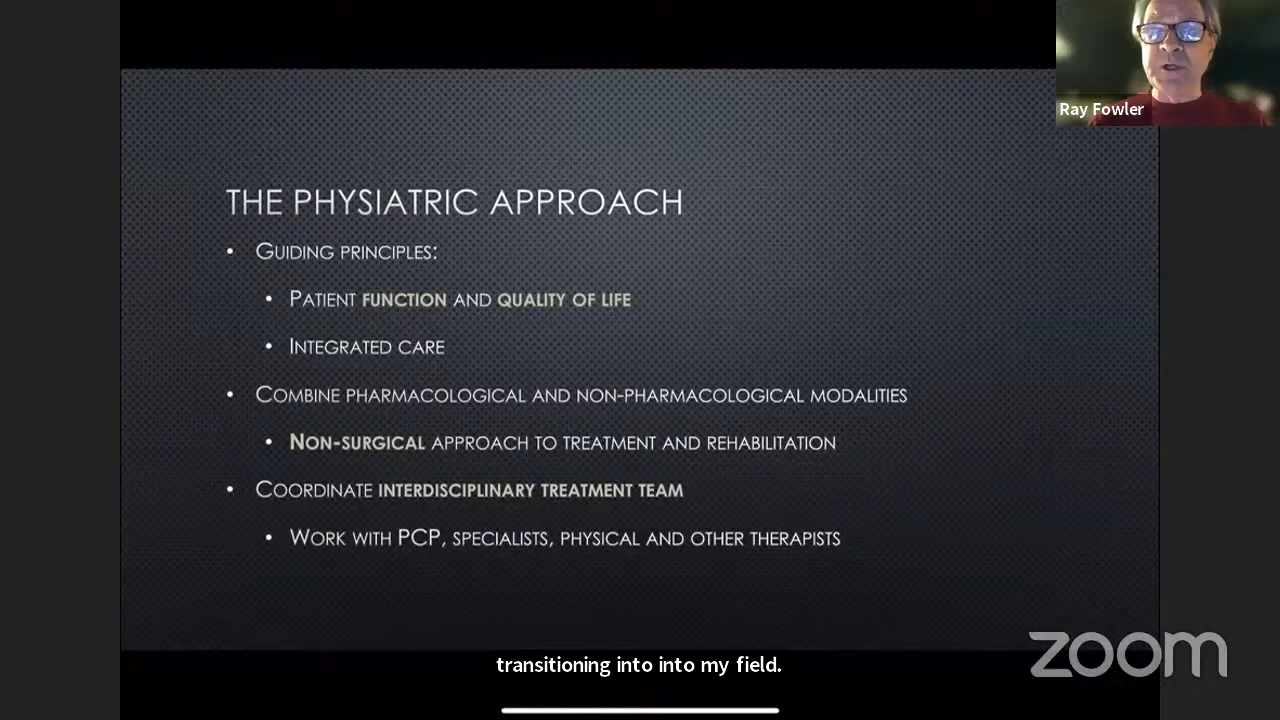 Ray Fowler
THE PHYSIATRIC APPROACH
• GUIDING PRINCIPLES:
• PATIENT FUNCTION AND QUALITY OF LIFE
• INTEGRATED CARE
• COMBINE PHARMACOLOGICAL AND NON-PHARMACOLOGICAL MODALITIES
• NON-SURGICAL APPROACH TO TREATMENT AND REHABILITATION
• COORDINATE INTERDISCIPLINARY TREATMENT TEAM
• WORK WITH PCP, SPECIALISTS, PHYSICAL AND OTHER THERAPISTS
zoom
transitioning into into my field.